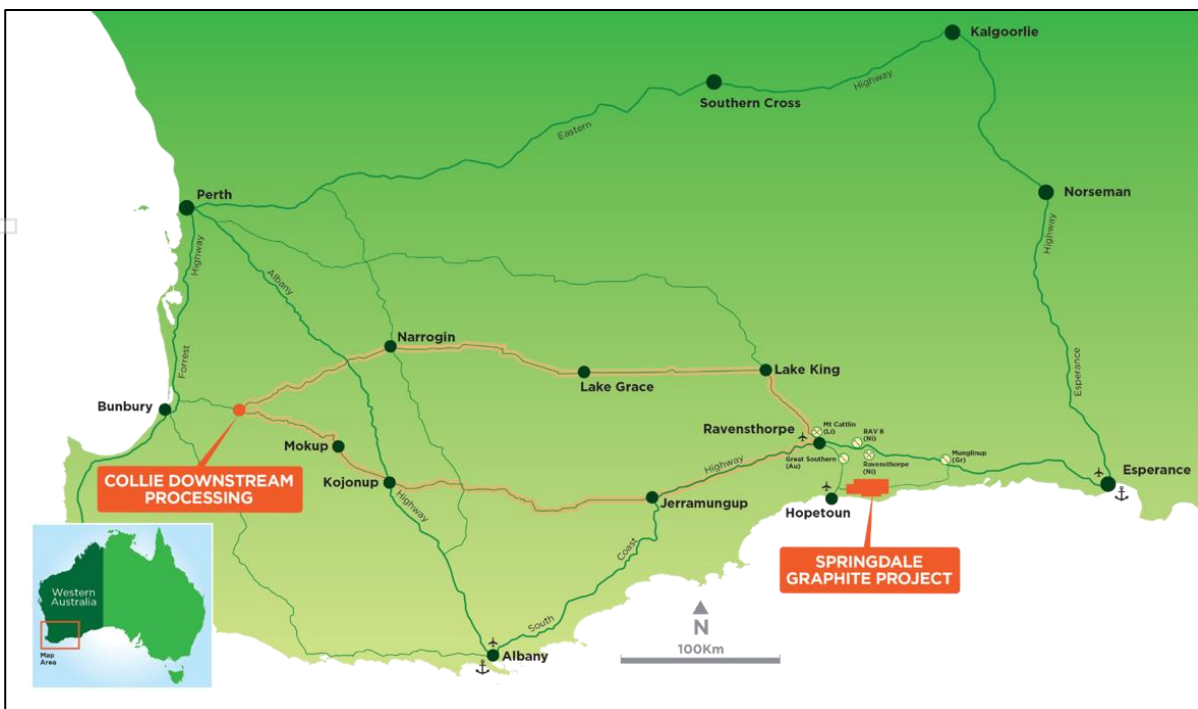 Kalgoorlie
Highway
Southern Cross
Eastern
Perth
Norseman
Highway
Albany
Highway
Narrogin
Forrest
Lake Grace
Lake King
Esperance
Bunbury
Mt Cattlin
(Li)
RAV 8
(Ni)
Ravensthorpe
Mokup
Great Southern
(Au)
Ravensthorpe
(Ni)
Munglinup
(Gr)
COLLIE DOWNSTREAM
PROCESSING
Highway
Esperance
Kojonup
Highway
Jerramungup
Hopetoun
Coast
SPRINGDALE
GRAPHITE PROJECT
Western
Australia
South
N
100Km
Map
Area
Albany